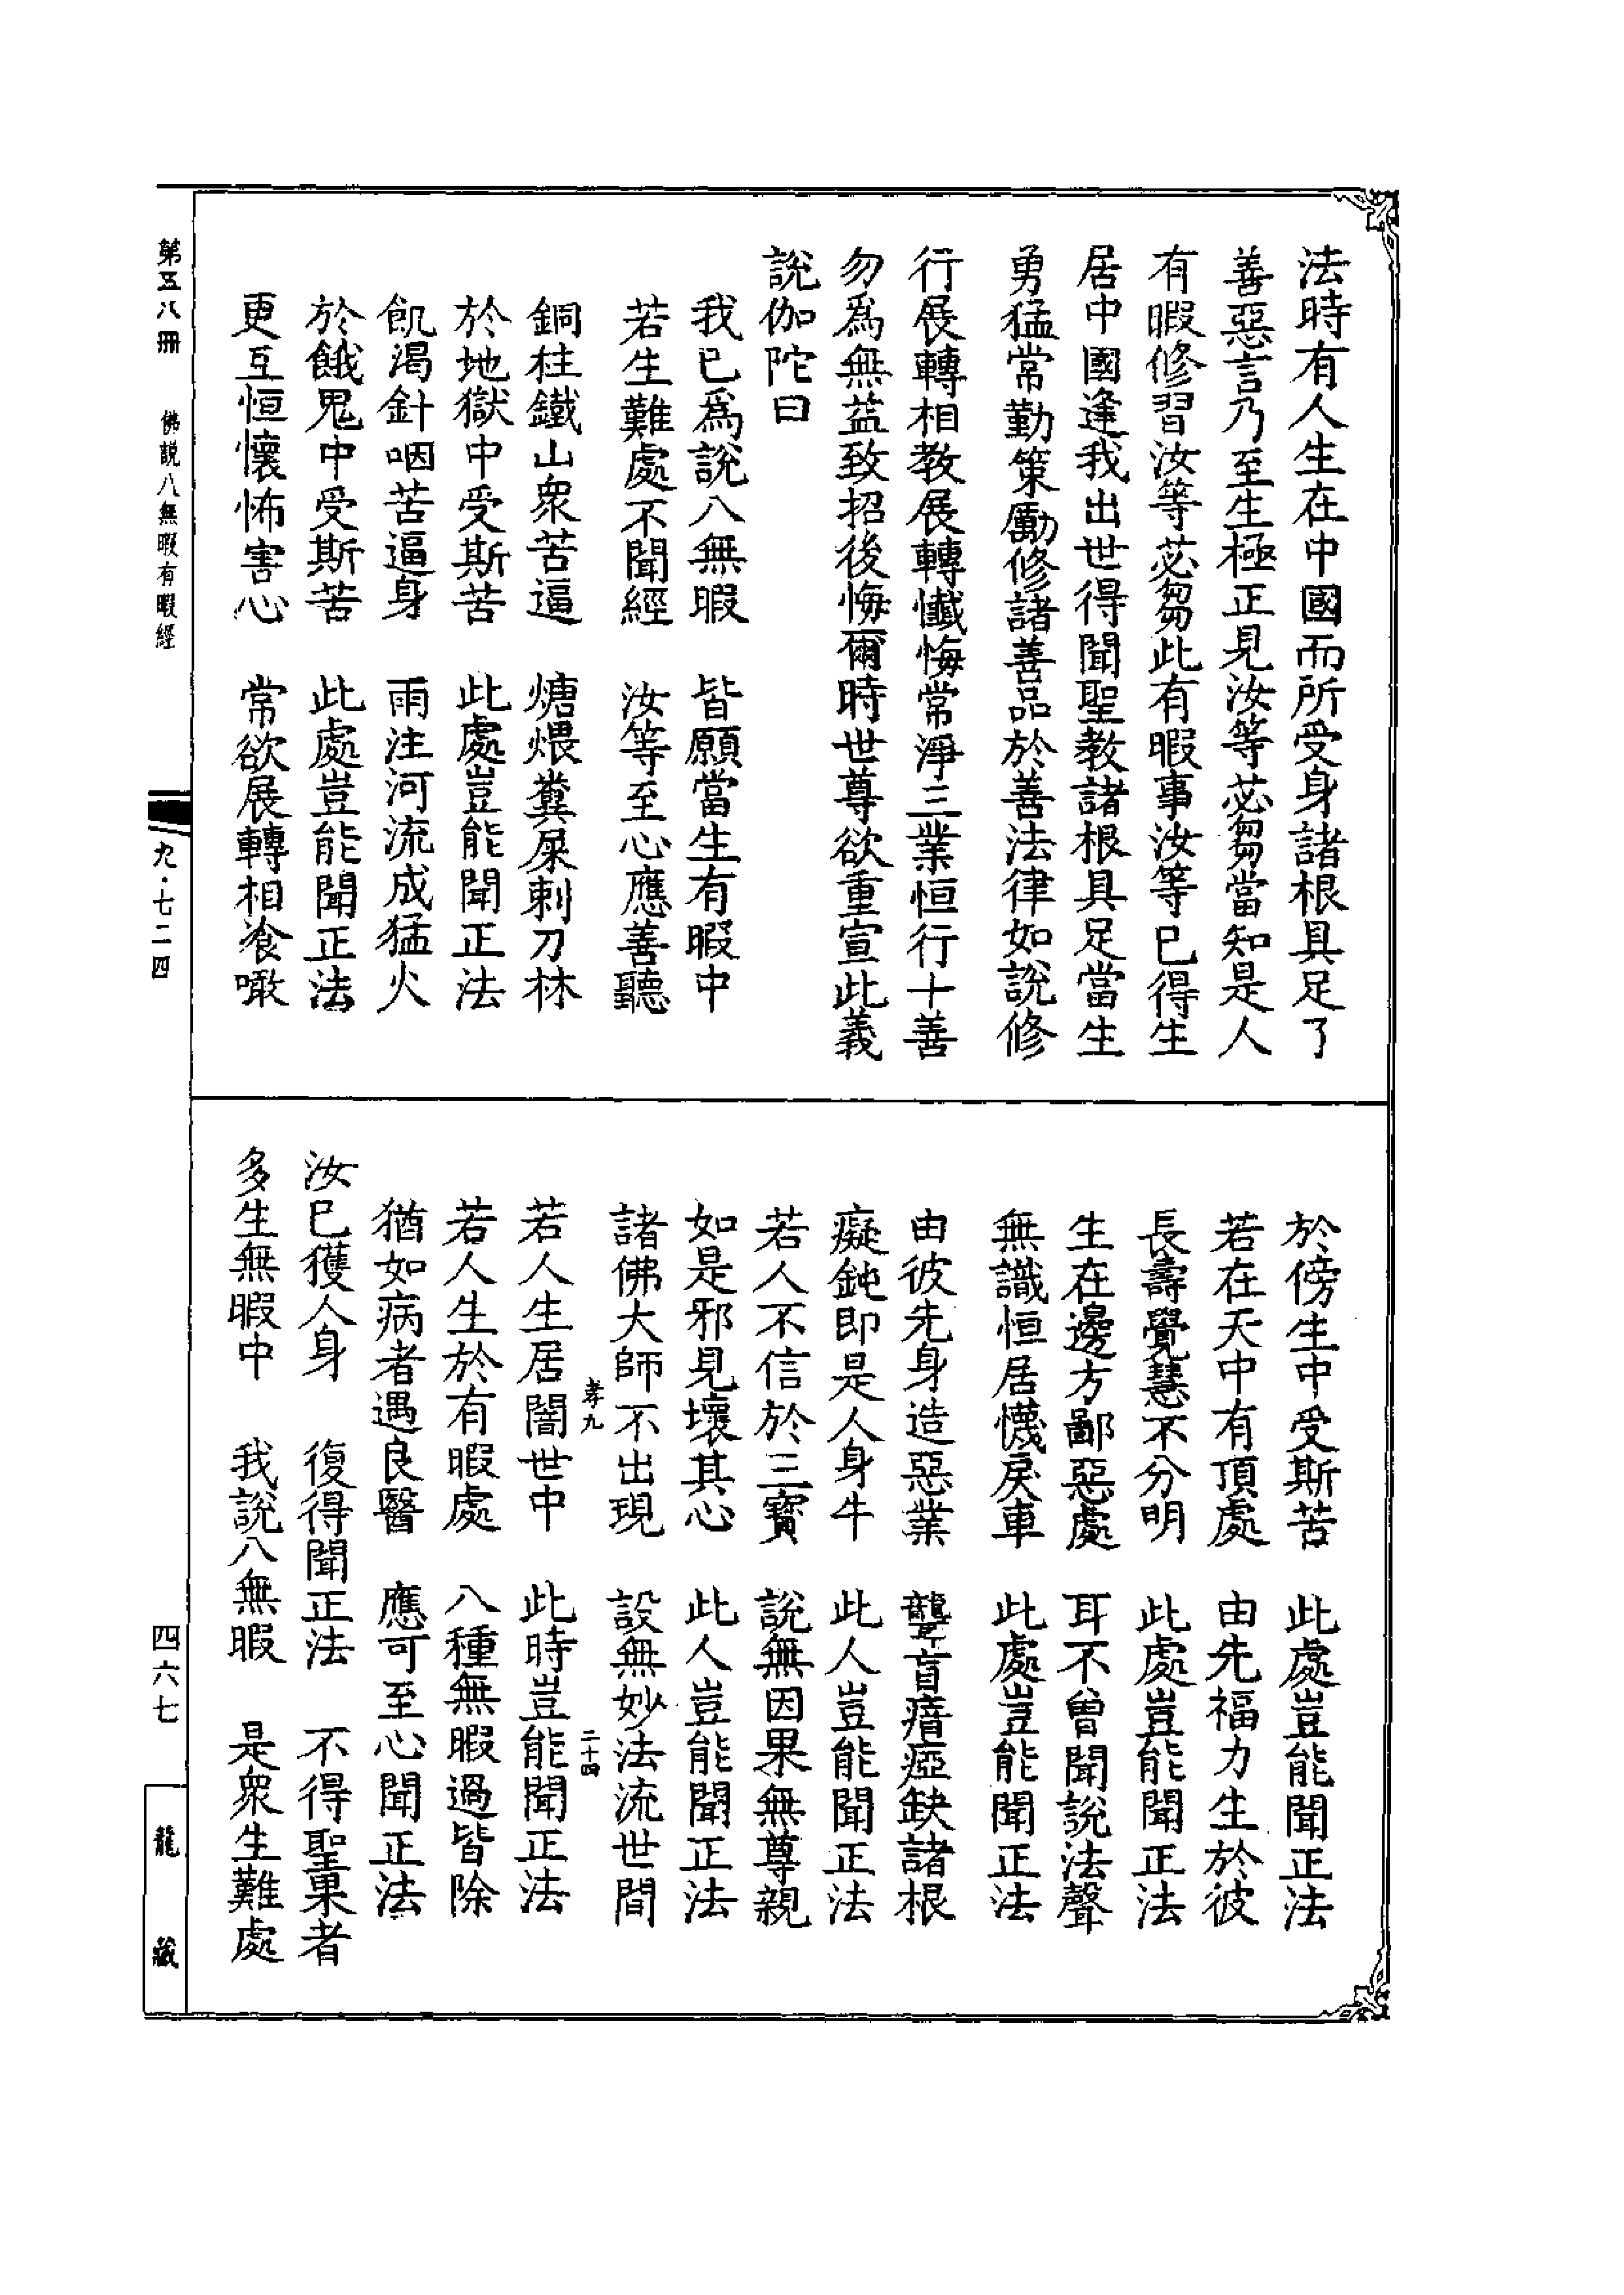 法時有人生在中國而所受身諸根具足了
善惡言乃至生極正見汝等苾芻當知是人
有暇修習汝等苾芻此有暇事汝等已得生
居中國逢我出世得聞聖教諸根具足當生
勇猛常勤策勵修諸善品於善法律如說修
行展轉相教展轉懺悔常淨三業恒行十善
勿為無益致招後悔爾時世尊欲重宣此義
說伽陀曰
我已為說八無暇　皆願當生有暇中
若生難處不聞經　汝等至心應善聽
銅柱鐵山衆苦逼　煻煨糞屎刺刀林
於地獄中受斯苦　此處豈能聞正法
飢渴針咽苦逼身　雨注河流成猛火
於餓鬼中受斯苦　此處豈能聞正法
更互恒懷怖害心　常欲展轉相飡噉
於傍生中受斯苦　此處豈能聞正法
若在天中有頂處　由先福力生於彼
長壽覺慧不分明　此處豈能聞正法
生在邊方鄙惡處　耳不曾聞說法聲
無識恒居懱戾車　此處豈能聞正法
由彼先身造惡業　聾盲瘖瘂缺諸根
癡鈍即是人身牛　此人豈能聞正法
若人不信於三寶　說無因果無尊親
如是邪見壞其心　此人豈能聞正法
諸佛大師不出現　設無妙法流世間
孝九　二十四
若人生居闇世中　此時豈能聞正法
若人生於有暇處　八種無暇過皆除
猶如病者遇良醫　應可至心聞正法
汝已獲人身　復得聞正法　不得聖果者
多生無暇中　我說八無暇　是衆生難處
第五八冊　佛說八無暇有暇經　九·七二四
四六七　龍藏